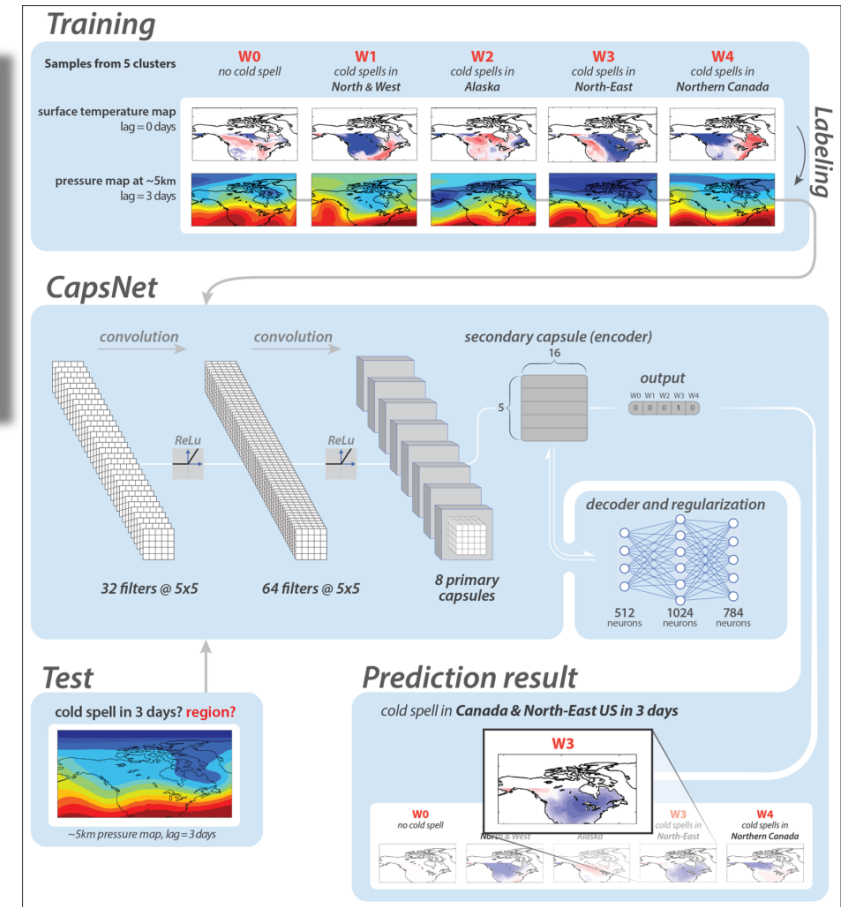 Training
Samples from 5 clusters
W0
no cold spell
W1
cold spells in
North & West
W2
cold spells in
Alaska
W3
cold spells in
North-East
W4
cold spells in
Northern Canada
surface temperature map
lag = 0 days
pressure map at ~5km
lag = 3 days
Labeling
CapsNet
convolution
convolution
secondary capsule (encoder)
16
5
output
W0 W1 W2 W3 W4
0 0 0 1 0
ReLu
ReLu
32 filters @ 5x5
64 filters @ 5x5
8 primary
capsules
decoder and regularization
512
neurons
1024
neurons
784
neurons
Test
cold spell in 3 days? region?
~5km pressure map, lag = 3 days
Prediction result
cold spell in Canada & North-East US in 3 days
W3
W0
no cold spell
North & West
Alaska
W3
cold spells in
North-East
W4
cold spells in
Northern Canada